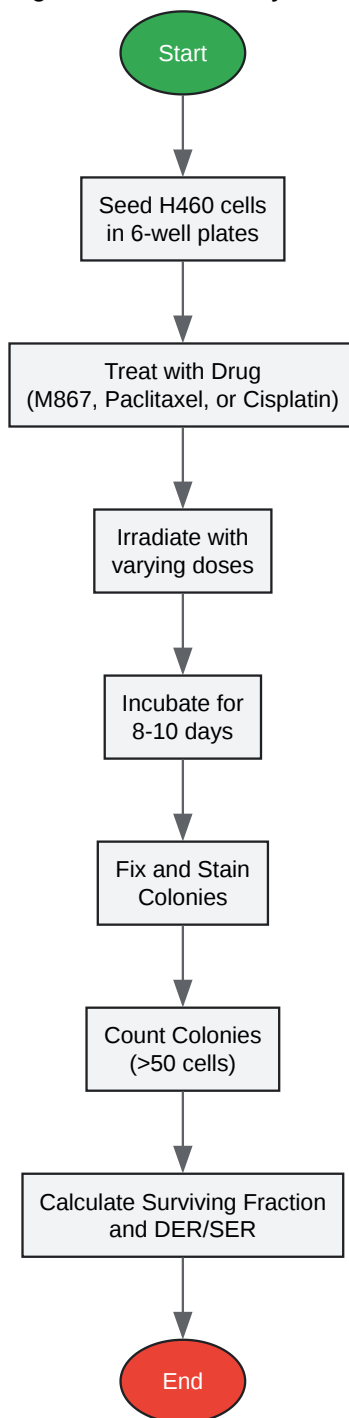 Start
Seed H460 cells
in 6-well plates
Treat with Drug
(M867, Paclitaxel, or Cisplatin)
Irradiate with
varying doses
Incubate for
8-10 days
Fix and Stain
Colonies
Count Colonies
(>50 cells)
Calculate Surviving Fraction
and DER/SER
End